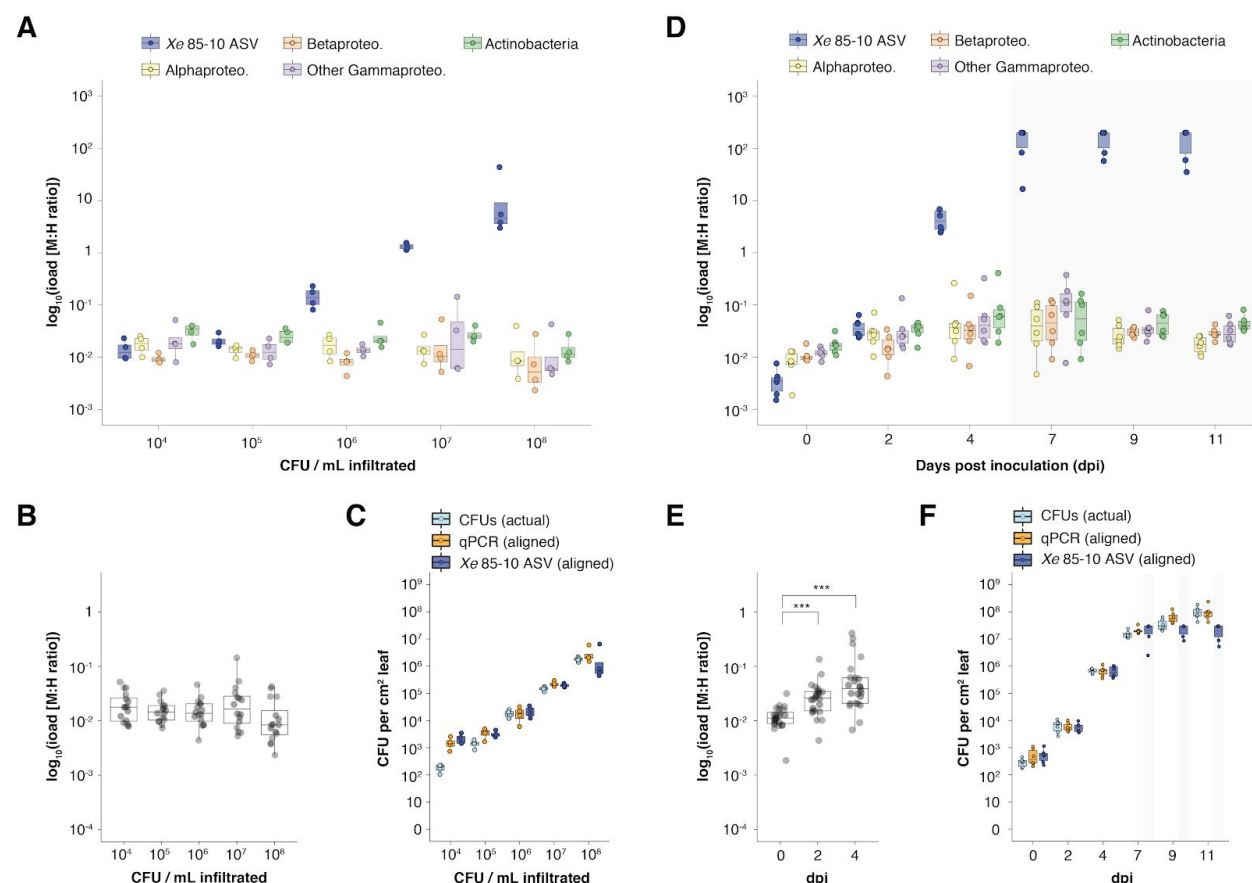 A
Xe 85-10 ASV
Betaproteo.
Actinobacteria
Alphaproteo.
Other Gammaproteo.
log10(ioad [M:H ratio])
10³
10²
10
1
10⁻¹
10⁻²
10⁻³
10⁴
10⁵
10⁶
10⁷
10⁸
CFU / mL infiltrated
D
Xe 85-10 ASV
Betaproteo.
Actinobacteria
Alphaproteo.
Other Gammaproteo.
log10(ioad [M:H ratio])
10³
10²
10
1
10⁻¹
10⁻²
10⁻³
0
2
4
7
9
11
Days post inoculation (dpi)
B
log10(ioad [M:H ratio])
1
10⁻¹
10⁻²
10⁻³
10⁻⁴
10⁴
10⁵
10⁶
10⁷
10⁸
CFU / mL infiltrated
C
CFUs (actual)
qPCR (aligned)
Xe 85-10 ASV (aligned)
CFU per cm² leaf
10⁹
10⁸
10⁷
10⁶
10⁵
10⁴
10³
10²
10
0
10⁴
10⁵
10⁶
10⁷
10⁸
CFU / mL infiltrated
E
log10(ioad [M:H ratio])
1
10⁻¹
10⁻²
10⁻³
10⁻⁴
***
***
0
2
4
dpi
F
CFUs (actual)
qPCR (aligned)
Xe 85-10 ASV (aligned)
CFU per cm² leaf
10⁹
10⁸
10⁷
10⁶
10⁵
10⁴
10³
10²
10
0
0
2
4
7
9
11
dpi